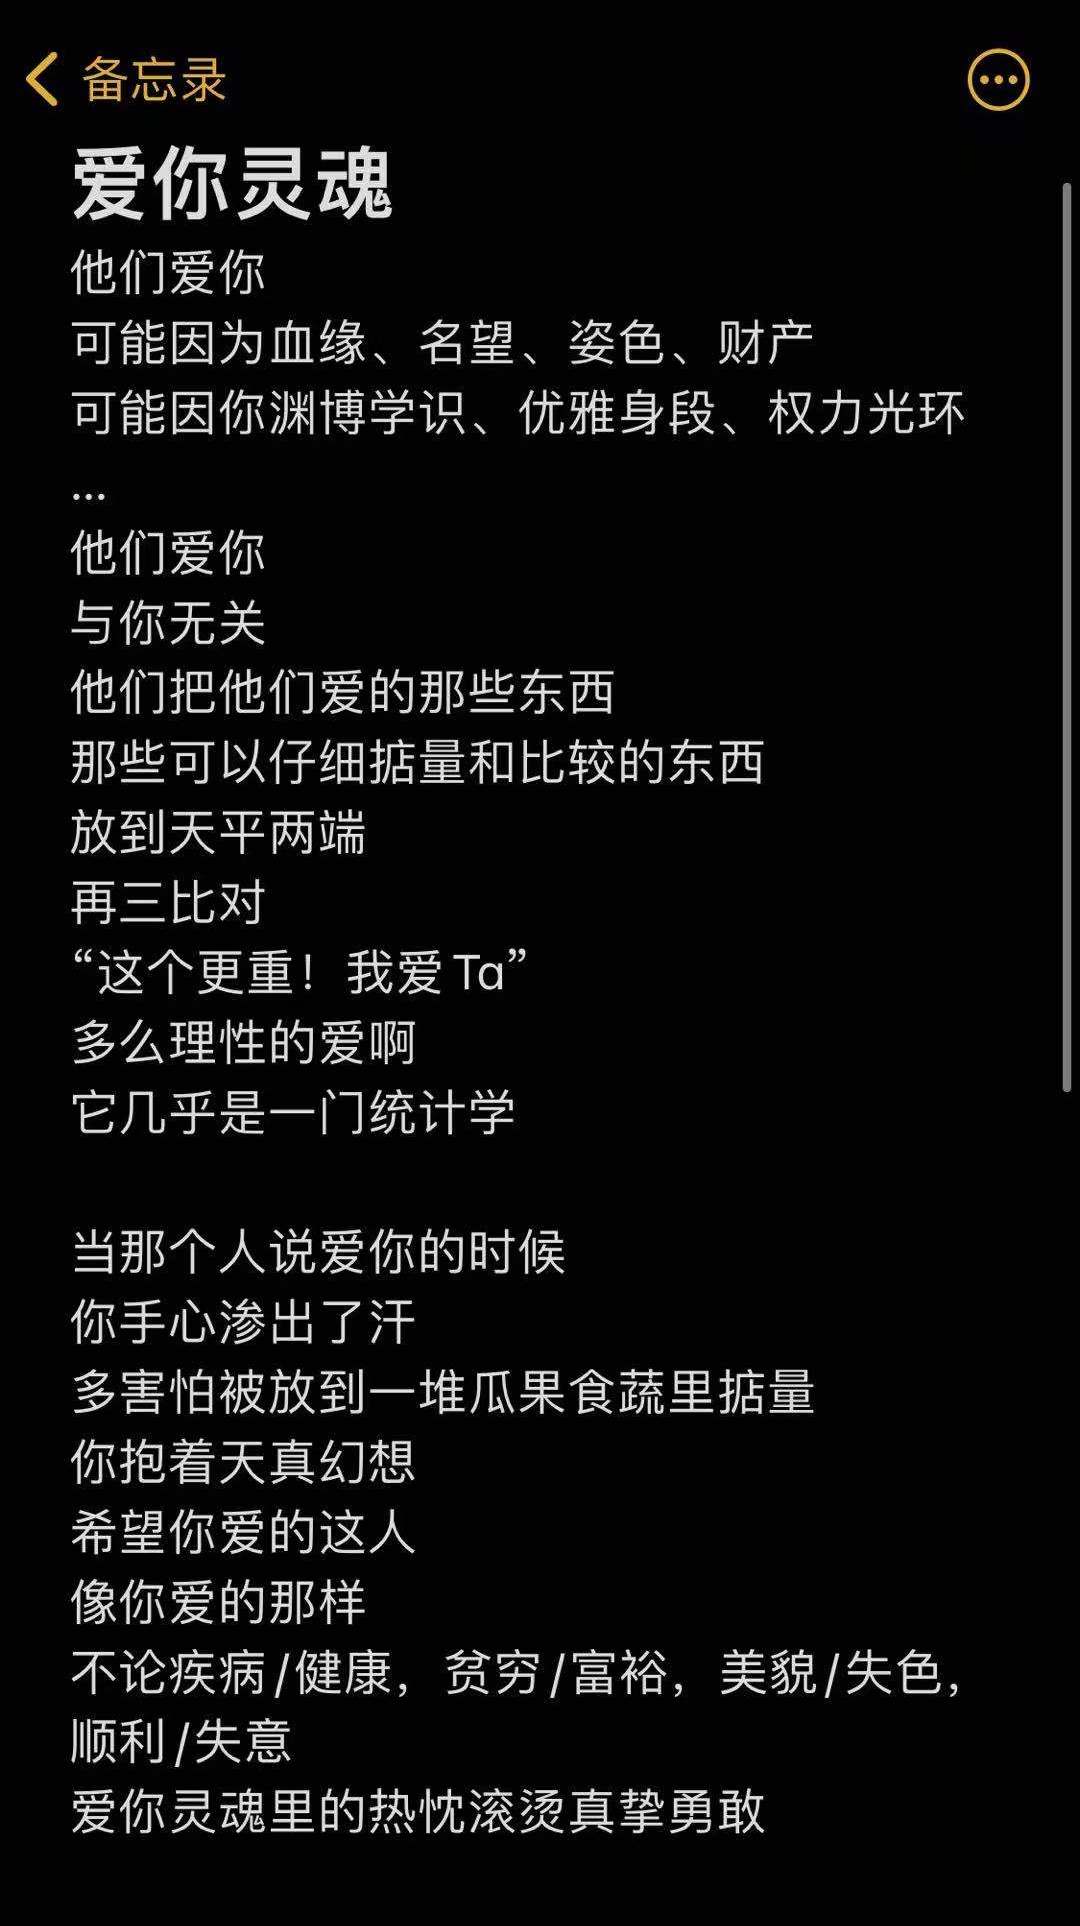 备忘录
爱你灵魂
他们爱你
可能因为血缘、名望、姿色、财产
可能因你渊博学识、优雅身段、权力光环
...
他们爱你
与你无关
他们把他们爱的那些东西
那些可以仔细掂量和比较的东西
放到天平两端
再三比对
“这个更重！我爱Ta”
多么理性的爱啊
它几乎是一门统计学
当那个人说爱你的时候
你手心渗出了汗
多害怕被放到一堆瓜果食蔬里掂量
你抱着天真幻想
希望你爱的这人
像你爱的那样
不论疾病/健康，贫穷/富裕，美貌/失色，
顺利/失意
爱你灵魂里的热忱滚烫真挚勇敢